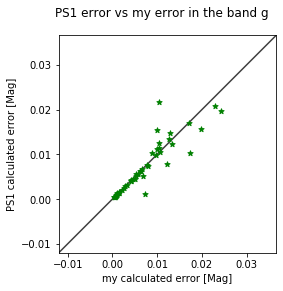 PS1 error vs my error in the band g
PS1 calculated error [Mag]
0.03
0.02
0.01
0.00
−0.01
−0.01 0.00 0.01 0.02 0.03
my calculated error [Mag]